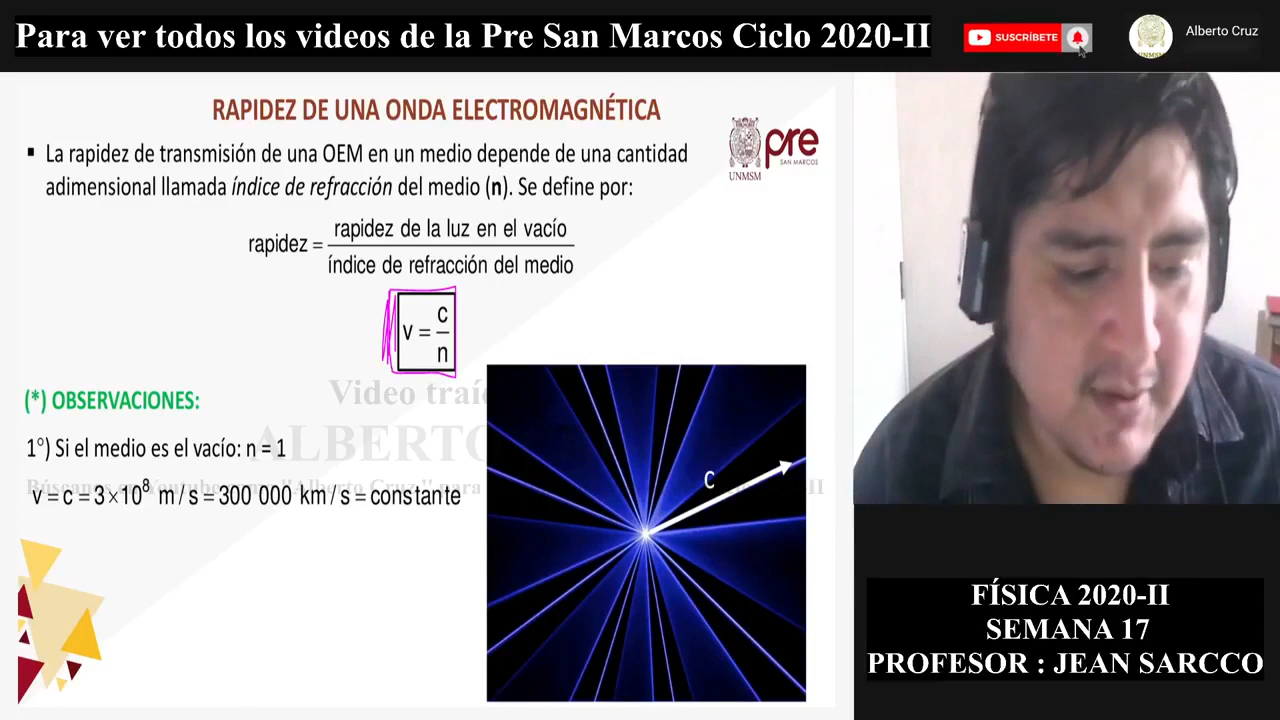 Para ver todos los videos de la Pre San Marcos Ciclo 2020-II
SUSCRÍBETE
Alberto Cruz
RAPIDEZ DE UNA ONDA ELECTROMAGNÉTICA
▪ La rapidez de transmisión de una OEM en un medio depende de una cantidad
adimensional llamada índice de refracción del medio (n). Se define por:
pre
SAN MARCOS
UNMSM
rapidez = rapidez de la luz en el vacío / índice de refracción del medio
v = c / n
Video traí
(*) OBSERVACIONES:
ALBERTO
1°) Si el medio es el vacío: n = 1
v = c = 3×10⁸ m / s = 300 000 km / s = constante
C
FÍSICA 2020-II
SEMANA 17
PROFESOR : JEAN SARCCO